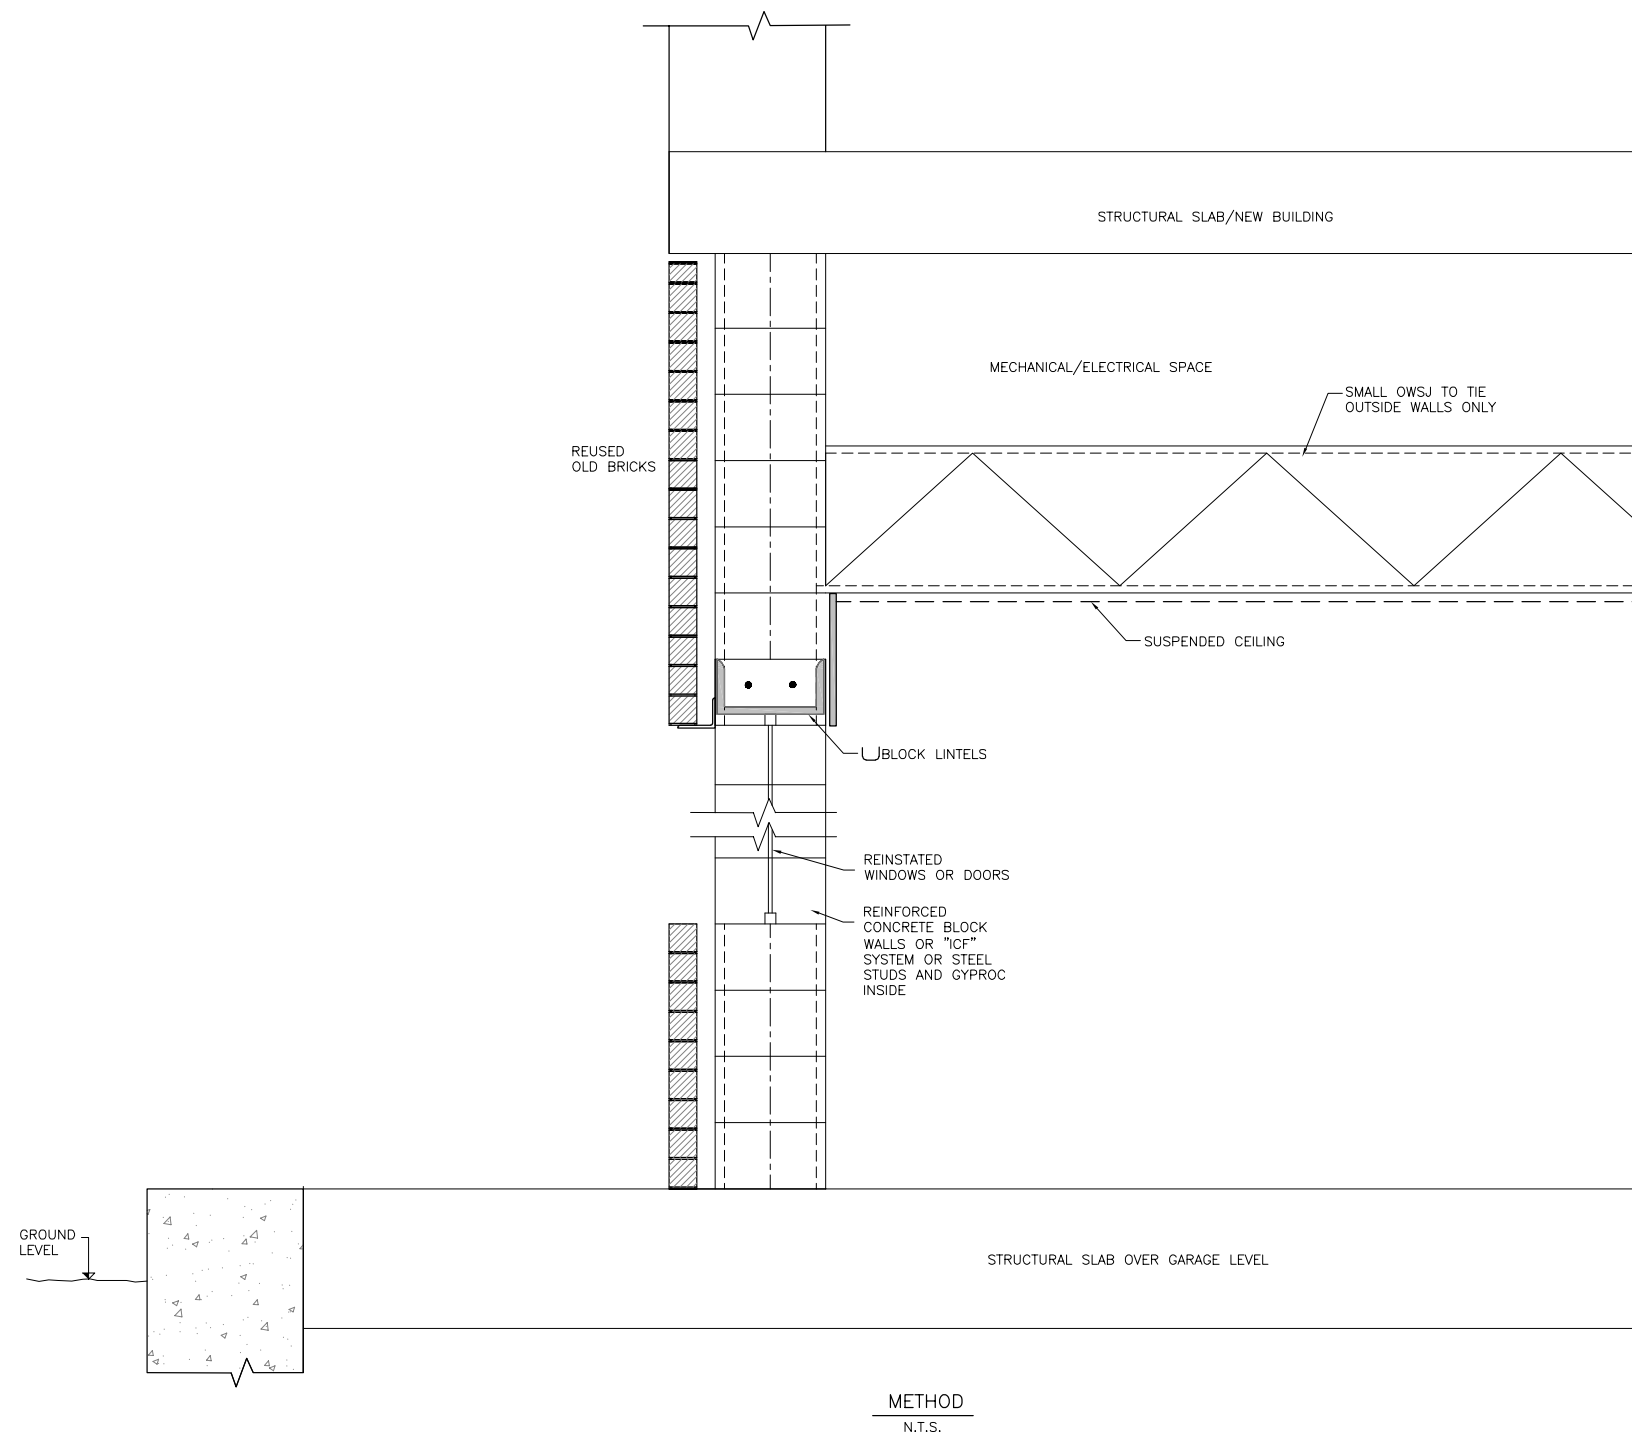 STRUCTURAL SLAB/NEW BUILDING
MECHANICAL/ELECTRICAL SPACE
SMALL OWSJ TO TIE
OUTSIDE WALLS ONLY
REUSED
OLD BRICKS
SUSPENDED CEILING
BLOCK LINTELS
REINSTATED
WINDOWS OR DOORS
REINFORCED
CONCRETE BLOCK
WALLS OR "ICF"
SYSTEM OR STEEL
STUDS AND GYPROC
INSIDE
GROUND
LEVEL
STRUCTURAL SLAB OVER GARAGE LEVEL
METHOD
N.T.S.